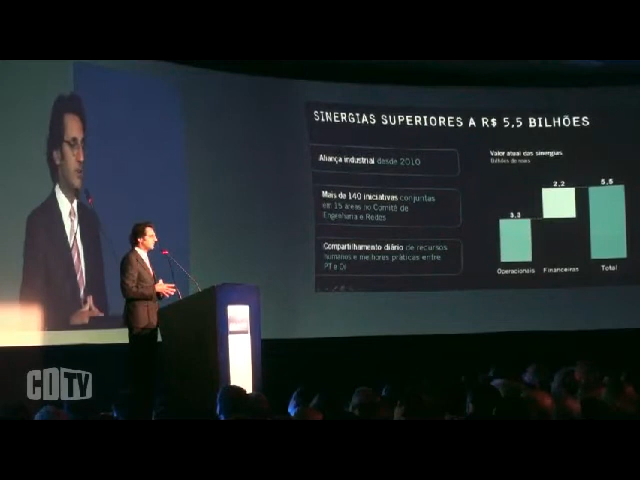 SINERGIAS SUPERIORES A R$ 5,5 BILHÕES
Aliança industrial desde 2010
Mais de 140 iniciativas conjuntas
em 15 áreas no Comitê de
Engenharia e Redes
Compartilhamento diário de recursos
humanos e melhores práticas entre
PT e Oi
Valor atual das sinergias
Bilhões de reais
5,5
2,2
3,3
Operacionais Financeiras Total
CDTV